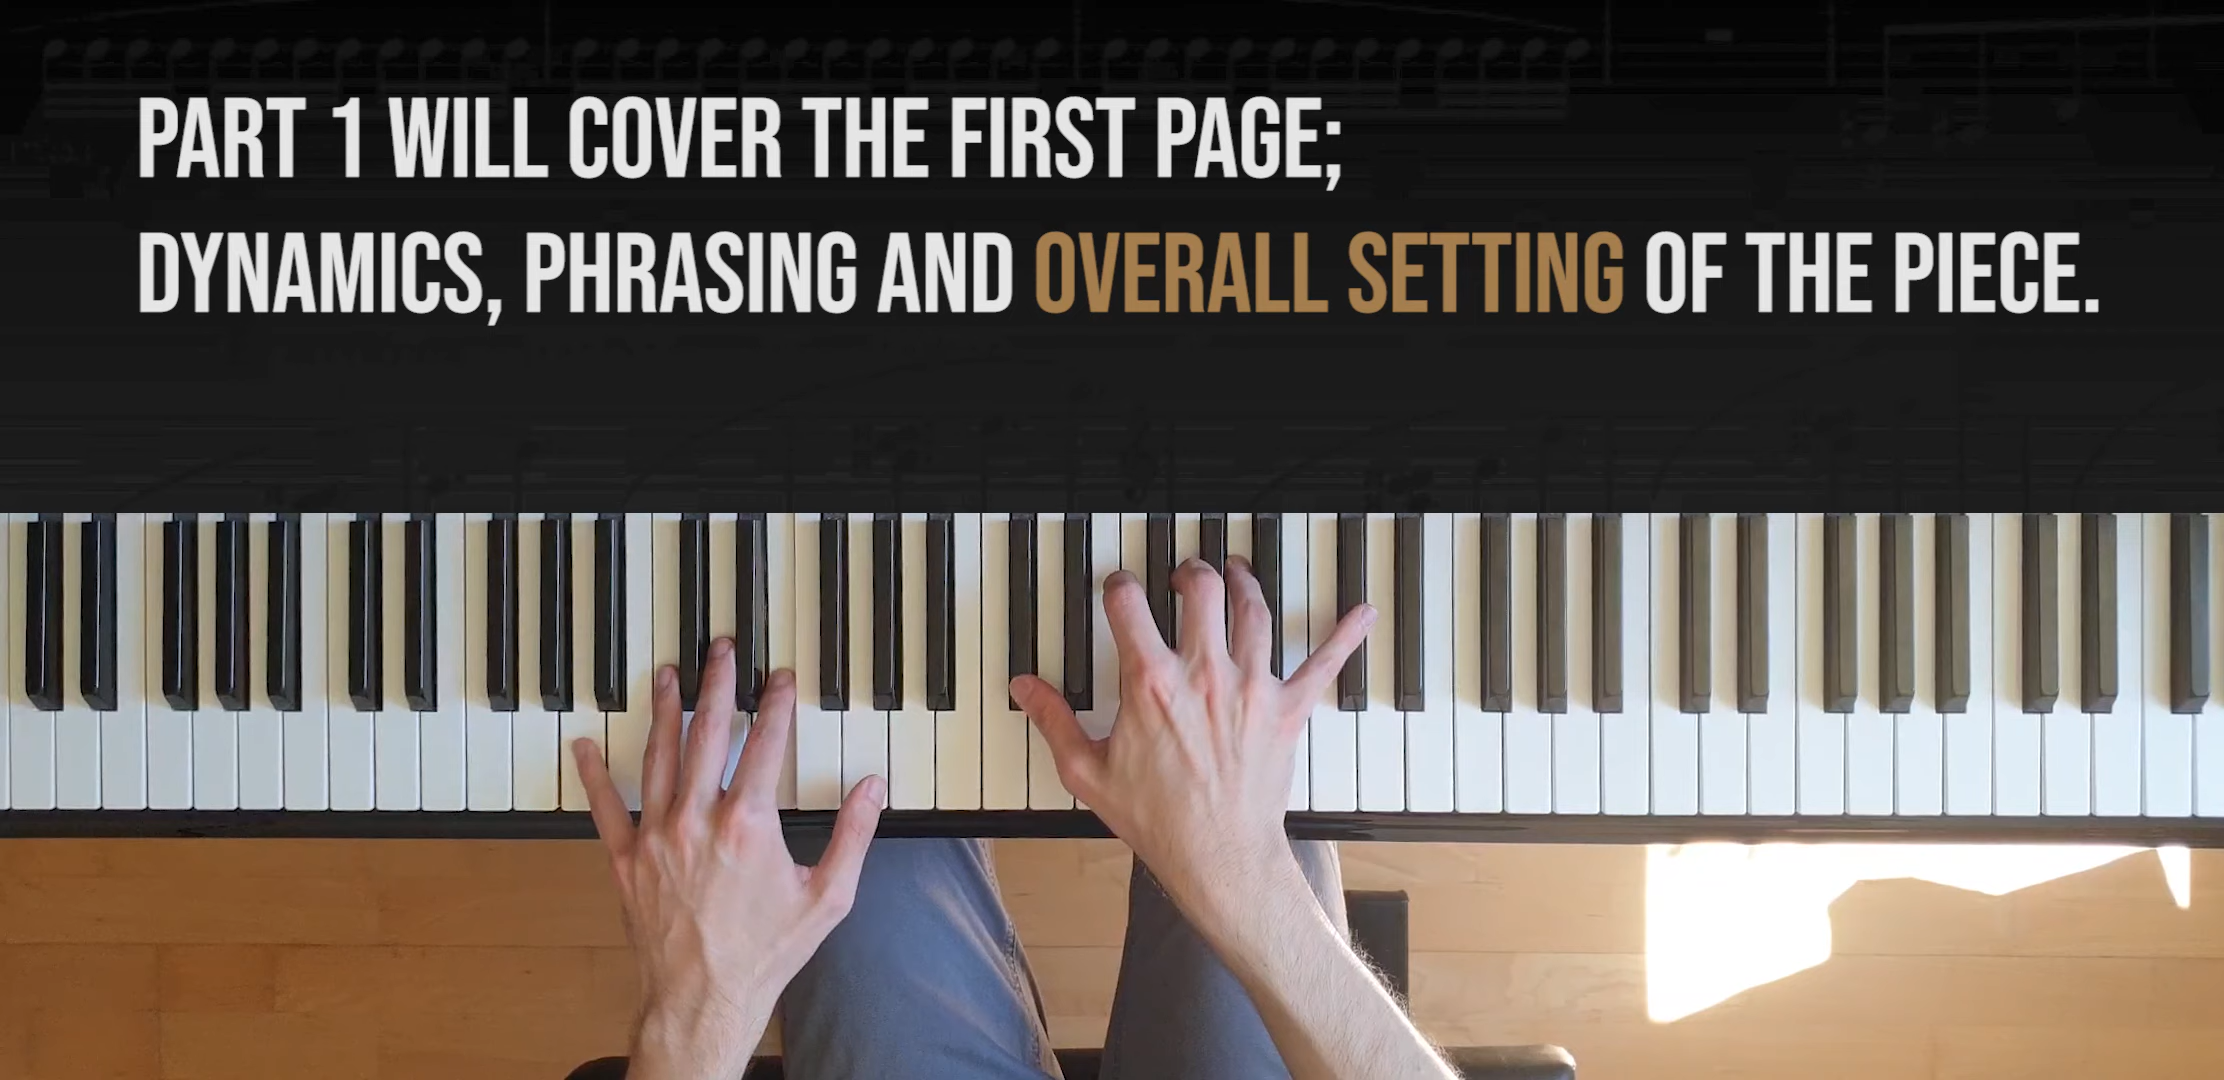 PART 1 WILL COVER THE FIRST PAGE;
DYNAMICS, PHRASING AND OVERALL SETTING OF THE PIECE.